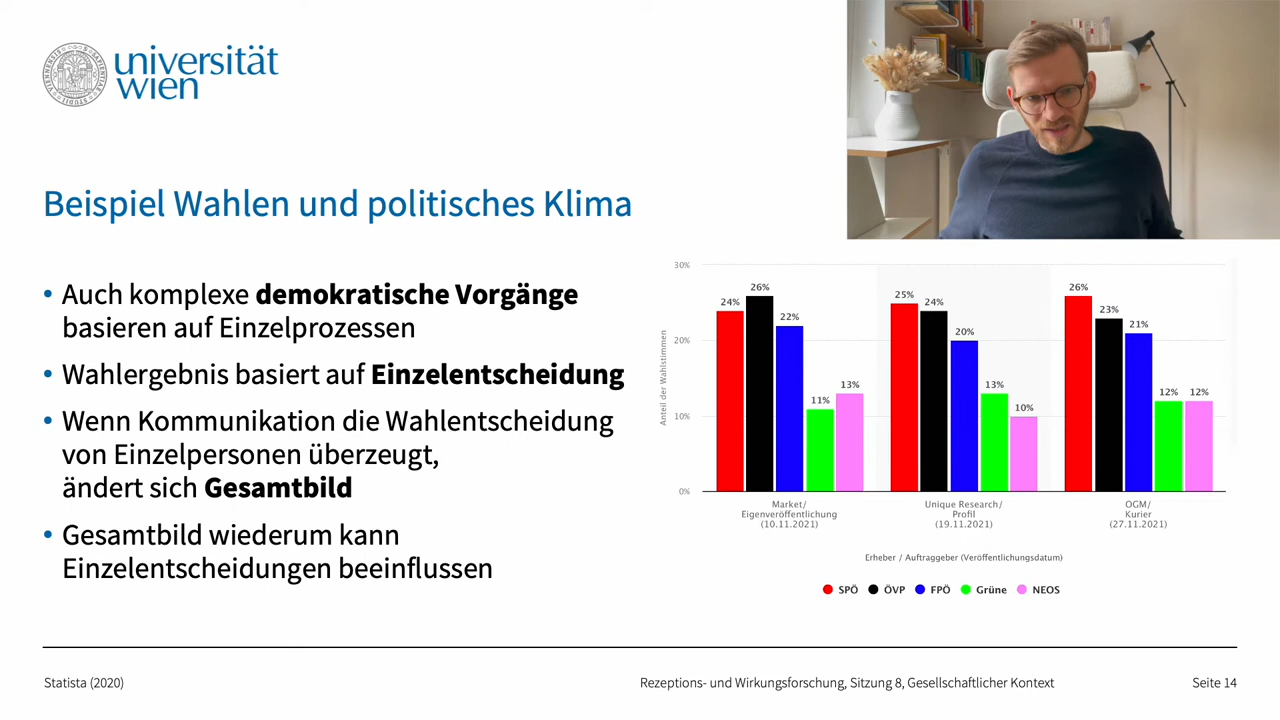 universität
wien
Beispiel Wahlen und politisches Klima
• Auch komplexe demokratische Vorgänge
basieren auf Einzelprozessen
• Wahlergebnis basiert auf Einzelentscheidung
• Wenn Kommunikation die Wahlentscheidung
von Einzelpersonen überzeugt,
ändert sich Gesamtbild
• Gesamtbild wiederum kann
Einzelentscheidungen beeinflussen
Anteil der Wahlstimmen
30%
20%
10%
0%
24%
26%
22%
11%
13%
25%
24%
20%
13%
10%
26%
23%
21%
12%
12%
Market/
Eigenveröffentlichung
(10.11.2021)
Unique Research/
Profil
(19.11.2021)
OGM/
Kurier
(27.11.2021)
Erheber / Auftraggeber (Veröffentlichungsdatum)
SPÖ ÖVP FPÖ Grüne NEOS
Statista (2020)
Rezeptions- und Wirkungsforschung, Sitzung 8, Gesellschaftlicher Kontext
Seite 14